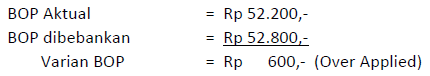 BOP Aktual = Rp 52.200,-
BOP dibebankan = Rp 52.800,-
Varian BOP = Rp 600,- (Over Applied)